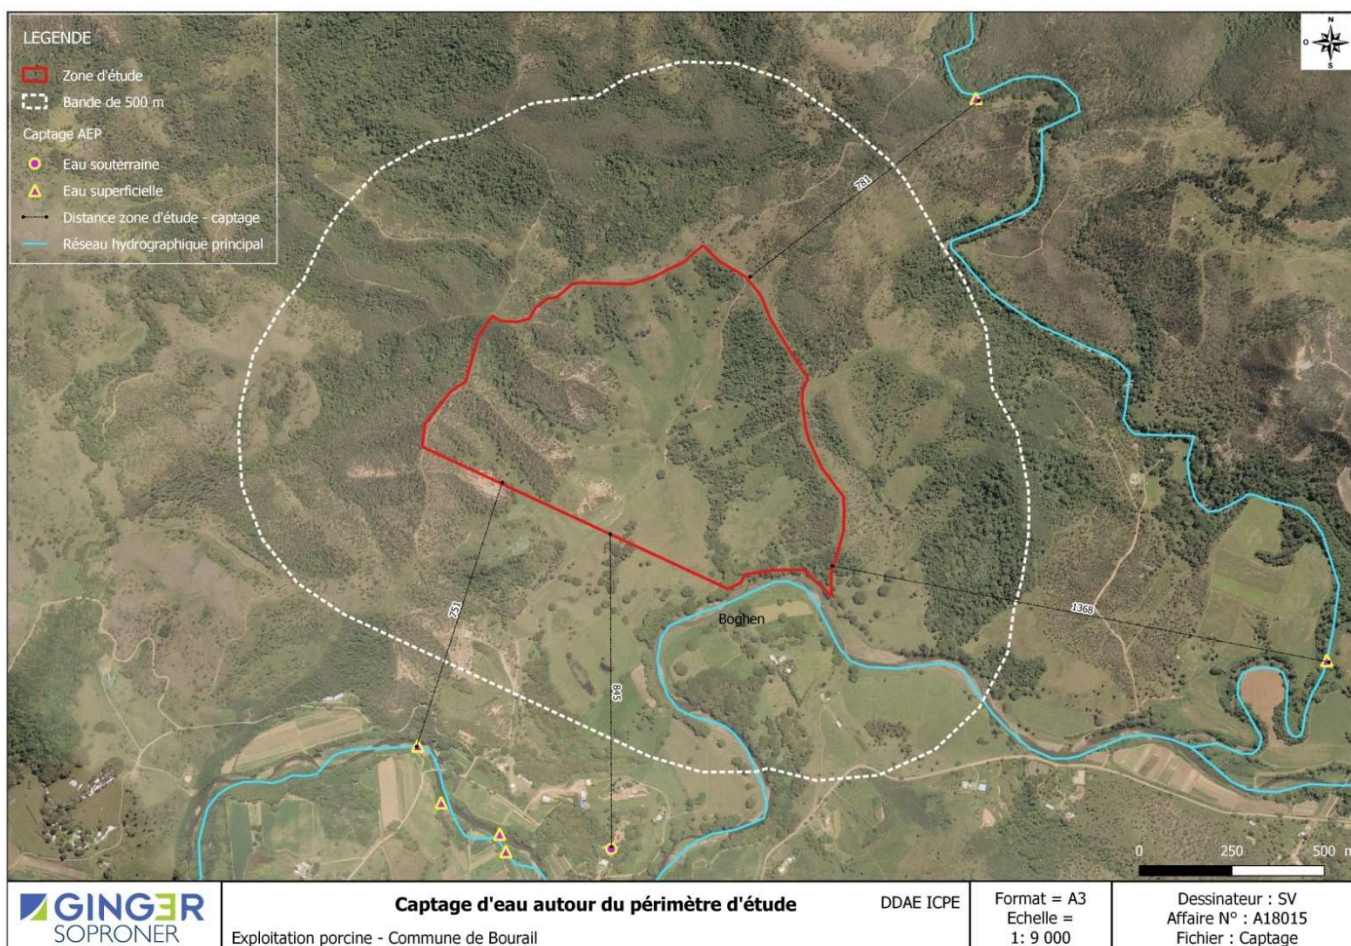 LEGENDE
Zone d'étude
Bande de 500 m
Captage AEP
Eau souterraine
Eau superficielle
Distance zone d'étude - captage
Réseau hydrographique principal
N
O
E
S
781
751
845
1368
Boghen
0 250 500 m
GINGER
SOPRONER
Captage d'eau autour du périmètre d'étude
DDAE ICPE
Exploitation porcine - Commune de Bourail
Format = A3
Echelle =
1: 9 000
Dessinateur : SV
Affaire N° : A18015
Fichier : Captage